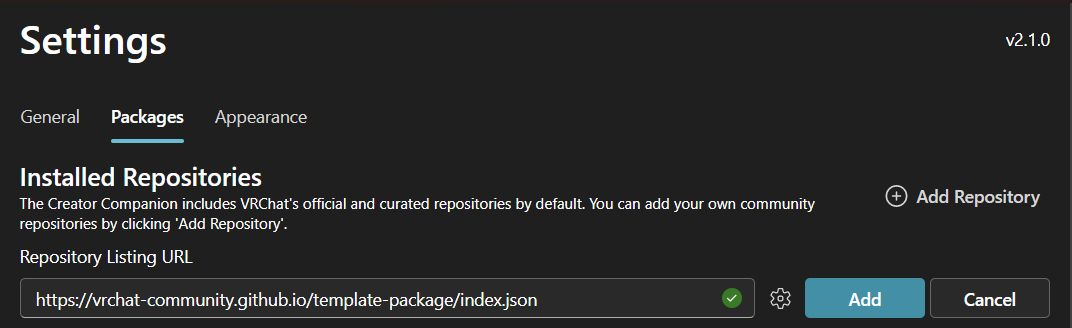 Settings
v2.1.0
General Packages Appearance
Installed Repositories
The Creator Companion includes VRChat's official and curated repositories by default. You can add your own community
repositories by clicking 'Add Repository'.
Add Repository
Repository Listing URL
https://vrchat-community.github.io/template-package/index.json
Add
Cancel